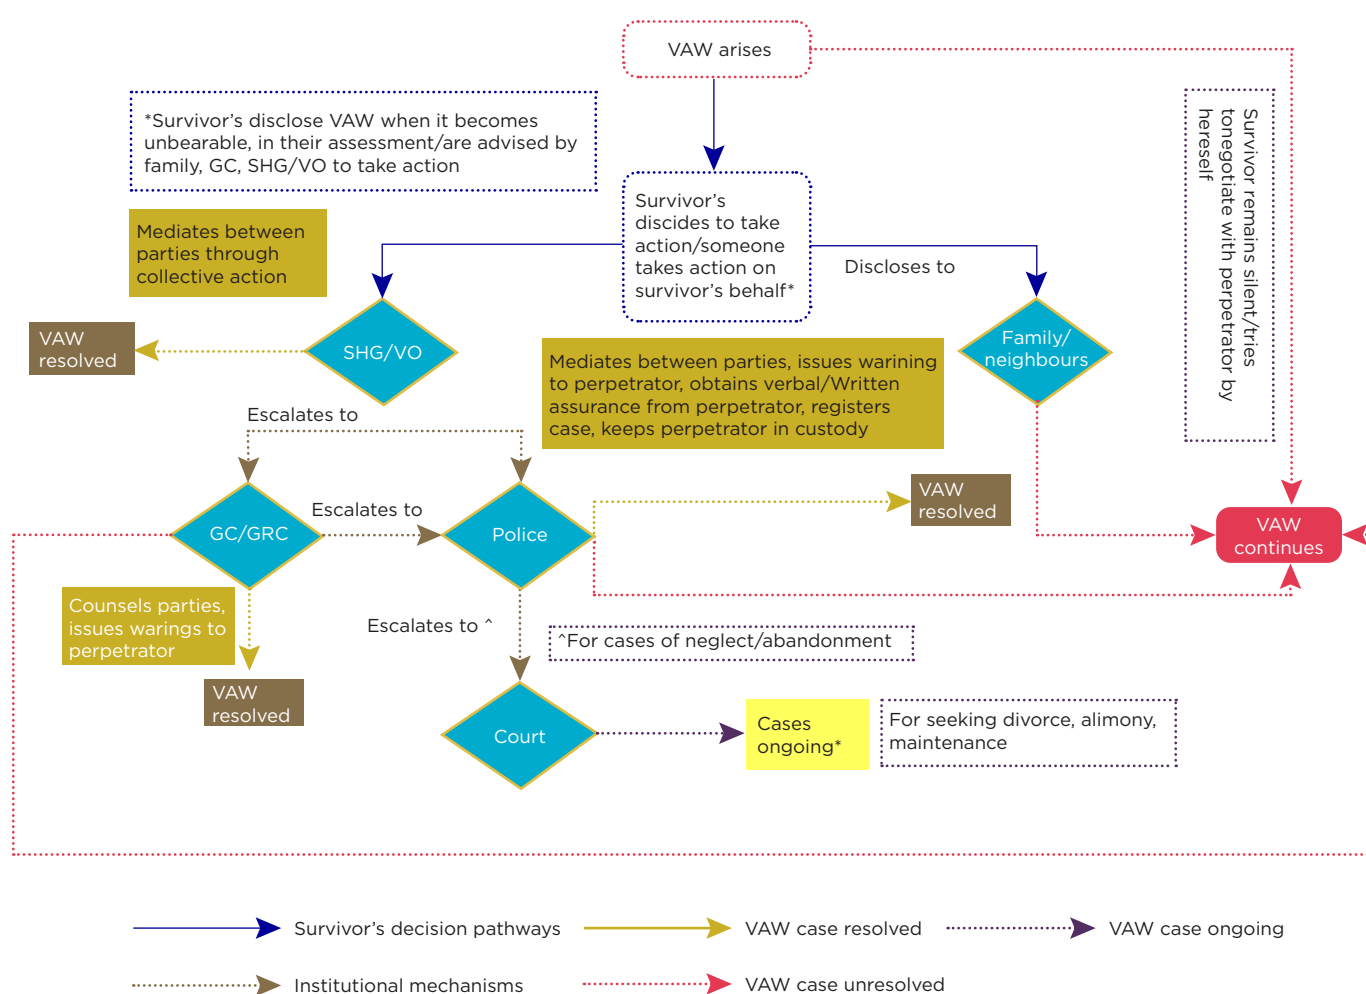 VAW arises
*Survivor's disclose VAW when it becomes
unbearable, in their assessment/are advised by
family, GC, SHG/VO to take action
Survivor remains silent/tries
tonegotiate with perpetrator by
hereself
Survivor's
discides to take
action/someone
takes action on
survivor's behalf*
Mediates between
parties through
collective action
Discloses to
VAW
resolved
SHG/VO
Family/
neighbours
Mediates between parties, issues warining
to perpetrator, obtains verbal/Written
assurance from perpetrator, registers
case, keeps perpetrator in custody
Escalates to
VAW
resolved
GC/GRC
Escalates to
Police
VAW
continues
Counsels parties,
issues warings to
perpetrator
Escalates to ^
^For cases of neglect/abandonment
VAW
resolved
Court
Cases
ongoing*
For seeking divorce, alimony,
maintenance
Survivor's decision pathways
VAW case resolved
VAW case ongoing
Institutional mechanisms
VAW case unresolved